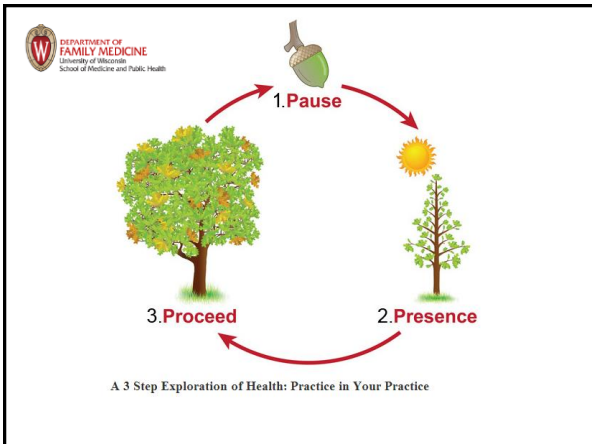 W
DEPARTMENT OF
FAMILY MEDICINE
University of Wisconsin
School of Medicine and Public Health
1.Pause
3.Proceed
2.Presence
A 3 Step Exploration of Health: Practice in Your Practice